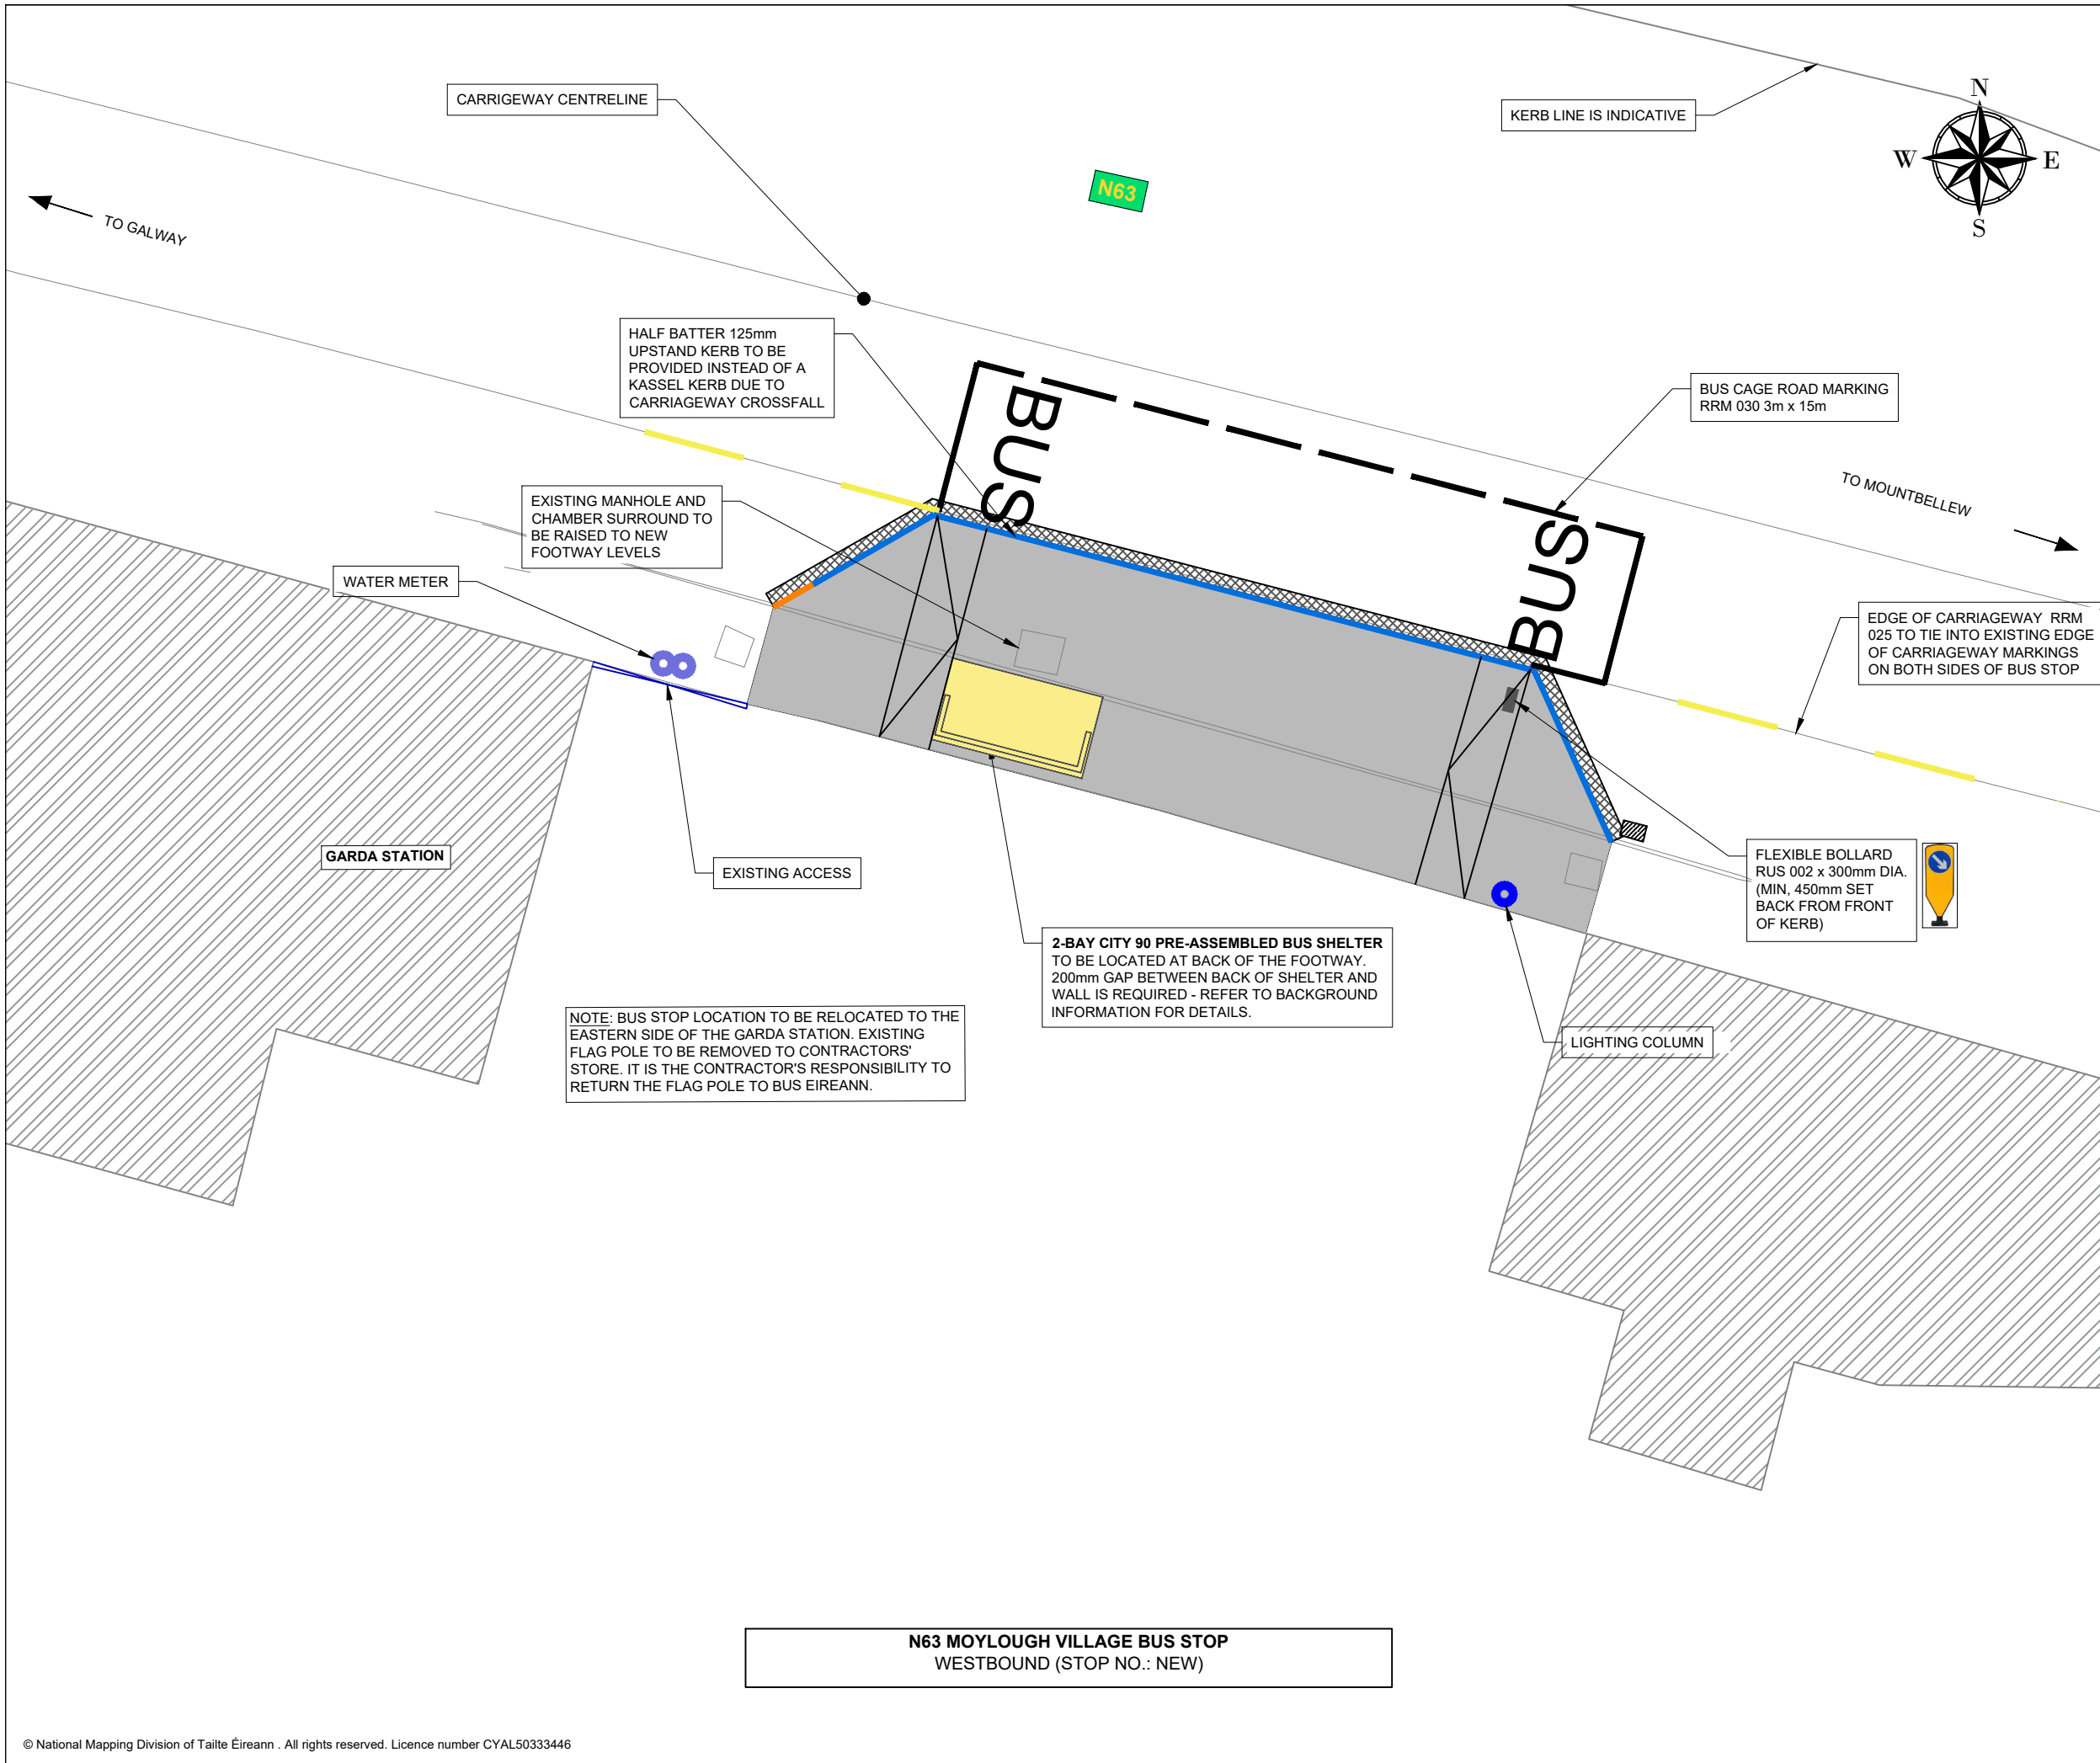 CARRIGEWAY CENTRELINE
KERB LINE IS INDICATIVE
N
W
E
S
N63
TO GALWAY
HALF BATTER 125mm
UPSTAND KERB TO BE
PROVIDED INSTEAD OF A
KASSEL KERB DUE TO
CARRIAGEWAY CROSSFALL
BUS
BUS CAGE ROAD MARKING
RRM 030 3m x 15m
TO MOUNTBELLEW
EXISTING MANHOLE AND
CHAMBER SURROUND TO
BE RAISED TO NEW
FOOTWAY LEVELS
BUS
WATER METER
EDGE OF CARRIAGEWAY RRM
025 TO TIE INTO EXISTING EDGE
OF CARRIAGEWAY MARKINGS
ON BOTH SIDES OF BUS STOP
GARDA STATION
EXISTING ACCESS
FLEXIBLE BOLLARD
RUS 002 x 300mm DIA.
(MIN, 450mm SET
BACK FROM FRONT
OF KERB)
2-BAY CITY 90 PRE-ASSEMBLED BUS SHELTER
TO BE LOCATED AT BACK OF THE FOOTWAY.
200mm GAP BETWEEN BACK OF SHELTER AND
WALL IS REQUIRED - REFER TO BACKGROUND
INFORMATION FOR DETAILS.
NOTE: BUS STOP LOCATION TO BE RELOCATED TO THE
EASTERN SIDE OF THE GARDA STATION. EXISTING
FLAG POLE TO BE REMOVED TO CONTRACTORS'
STORE. IT IS THE CONTRACTOR'S RESPONSIBILITY TO
RETURN THE FLAG POLE TO BUS EIREANN.
LIGHTING COLUMN
N63 MOYLOUGH VILLAGE BUS STOP
WESTBOUND (STOP NO.: NEW)
© National Mapping Division of Tailte Éireann . All rights reserved. Licence number CYAL50333446